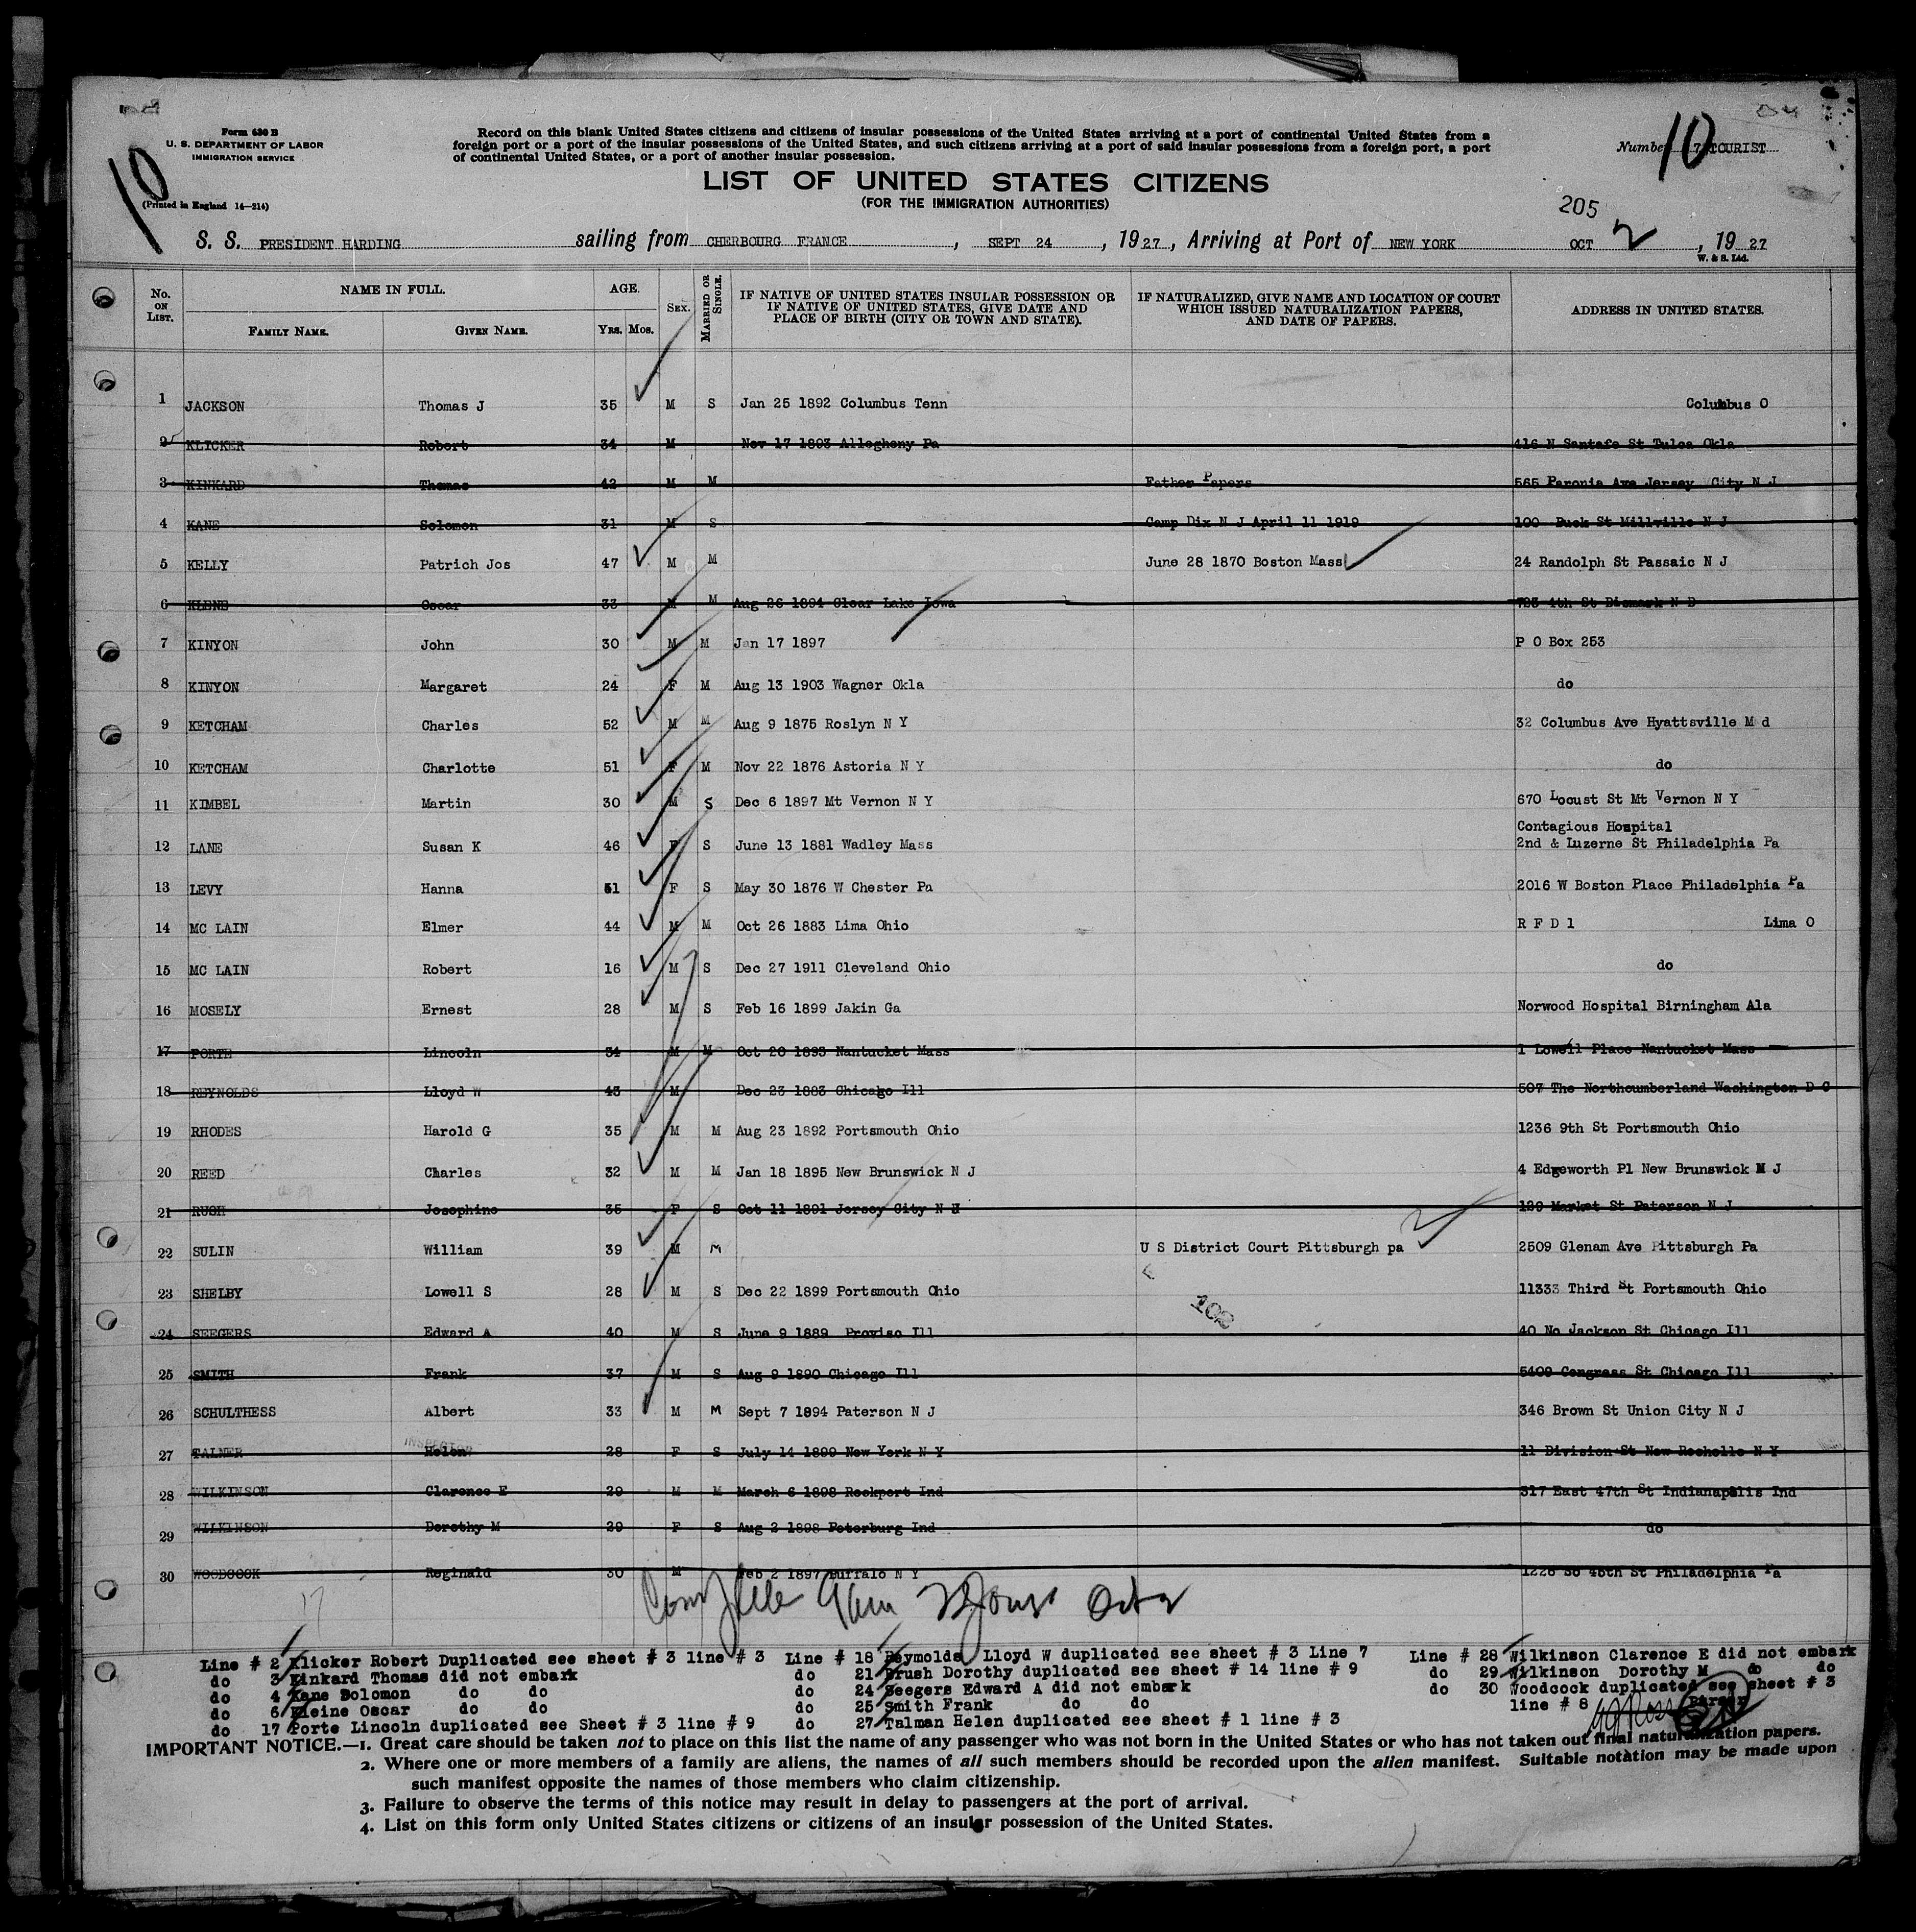 Form 630 B
U. S. DEPARTMENT OF LABOR
IMMIGRATION SERVICE
(Printed in England 14—214)
10
Record on this blank United States citizens and citizens of insular possessions of the United States arriving at a port of continental United States from a
foreign port or a port of the insular possessions of the United States, and such citizens arriving at a port of said insular possessions from a foreign port, a port
of continental United States, or a port of another insular possession.
Number 7 TOURIST
10
LIST OF UNITED STATES CITIZENS
(FOR THE IMMIGRATION AUTHORITIES)
205
S. S. PRESIDENT HARDING sailing from CHERBOURG FRANCE, SEPT 24, 1927, Arriving at Port of NEW YORK OCT 2, 1927
W. & S. Ltd.
No. ON LIST. NAME IN FULL. FAMILY NAME. GIVEN NAME. AGE. YRS. MOS. SEX. MARRIED OR SINGLE. IF NATIVE OF UNITED STATES INSULAR POSSESSION OR IF NATIVE OF UNITED STATES, GIVE DATE AND PLACE OF BIRTH (CITY OR TOWN AND STATE). IF NATURALIZED, GIVE NAME AND LOCATION OF COURT WHICH ISSUED NATURALIZATION PAPERS, AND DATE OF PAPERS. ADDRESS IN UNITED STATES.
1 JACKSON Thomas J 35 M S Jan 25 1892 Columbus Tenn Columbus O
2 KLICKER Robert 34 M Nov 17 1893 Allegheny Pa 416 N Santafe St Tulsa Okla
3 KINKARD Thomas 42 M M Father Papers 565 Paronia Ave Jersey City N J
4 KANE Solomon 31 M S Camp Dix N J April 11 1919 100 Buck St Millville N J
5 KELLY Patrich Jos 47 M M June 28 1870 Boston Mass 24 Randolph St Passaic N J
6 KLENE Oscar 33 M M Aug 26 1894 Clear Lake Iowa 723 4th St Bismark N D
7 KINYON John 30 M M Jan 17 1897 P O Box 253
8 KINYON Margaret 24 F M Aug 13 1903 Wagner Okla do
9 KETCHAM Charles 52 M M Aug 9 1875 Roslyn N Y 32 Columbus Ave Hyattsville M d
10 KETCHAM Charlotte 51 F M Nov 22 1876 Astoria N Y do
11 KIMBEL Martin 30 M S Dec 6 1897 Mt Vernon N Y 670 Locust St Mt Vernon N Y
Contagious Hospital
12 LANE Susan K 46 F S June 13 1881 Wadley Mass 2nd & Luzerne St Philadelphia Pa
13 LEVY Hanna 51 F S May 30 1876 W Chester Pa 2016 W Boston Place Philadelphia Pa
14 MC LAIN Elmer 44 M M Oct 26 1883 Lima Ohio R F D 1 Lima O
15 MC LAIN Robert 16 M S Dec 27 1911 Cleveland Ohio do
16 MOSELY Ernest 28 M S Feb 16 1899 Jakin Ga Norwood Hospital Birningham Ala
17 PORTE Lincoln 34 M M Oct 20 1893 Nantucket Mass 1 Lowell Place Nantucket Mass
18 REYNOLDS Lloyd W 43 M Dec 23 1883 Chicago Ill 507 The Northcumberland Washington D C
19 RHODES Harold G 35 M M Aug 23 1892 Portsmouth Ohio 1236 9th St Portsmouth Ohio
20 REED Charles 32 M M Jan 18 1895 New Brunswick N J 4 Edgeworth Pl New Brunswick N J
21 RUSH Josephine 35 F S Oct 11 1891 Jersey City N J 129 Market St Paterson N J
22 SULIN William 39 M M U S District Court Pittsburgh pa 2509 Glenam Ave Pittsburgh Pa
23 SHELBY Lowell S 28 M S Dec 22 1899 Portsmouth Ohio 11333 Third St Portsmouth Ohio
102
24 SEEGERS Edward A 40 M S June 9 1889 Proviso Ill 40 No Jackson St Chicago Ill
25 SMITH Frank 37 M S Aug 9 1890 Chicago Ill 5409 Congress St Chicago Ill
26 SCHULTHESS Albert 33 M M Sept 7 1894 Paterson N J 346 Brown St Union City N J
INSPECTOR
27 TALMER Helen 28 F S July 14 1899 New York N Y 11 Division St New Rochelle N Y
28 WILKINSON Clarence E 29 M M March 6 1898 Rockport Ind 317 East 47th St Indianapolis Ind
29 WILKINSON Dorothy M 29 F S Aug 2 1898 Peterburg Ind do
30 WOODCOCK Reginald 30 M Feb 2 1897 Buffalo N Y 1226 So 46th St Philadelphia Pa
17
Line # 2 Klicker Robert Duplicated see sheet # 3 line # 3
do 3 Kinkard Thomas did not embark
do 4 Kane Solomon do do
do 6 Kleine Oscar do do
do 17 Porte Lincoln duplicated see Sheet # 3 line # 9
Line # 18 Reymolds Lloyd W duplicated see sheet # 3 Line 7
do 21 Brush Dorothy duplicated see sheet # 14 line # 9
do 24 Seegers Edward A did not embark
do 25 Smith Frank do do
do 27 Talman Helen duplicated see sheet # 1 line # 3
Line # 28 Wilkinson Clarence E did not embark
do 29 Wilkinson Dorothy M do do
do 30 Woodcock duplicated see sheet # 3
line # 8 Purser
IMPORTANT NOTICE.—1. Great care should be taken not to place on this list the name of any passenger who was not born in the United States or who has not taken out final naturalization papers.
2. Where one or more members of a family are aliens, the names of all such members should be recorded upon the alien manifest. Suitable notation may be made upon
such manifest opposite the names of those members who claim citizenship.
3. Failure to observe the terms of this notice may result in delay to passengers at the port of arrival.
4. List on this form only United States citizens or citizens of an insular possession of the United States.